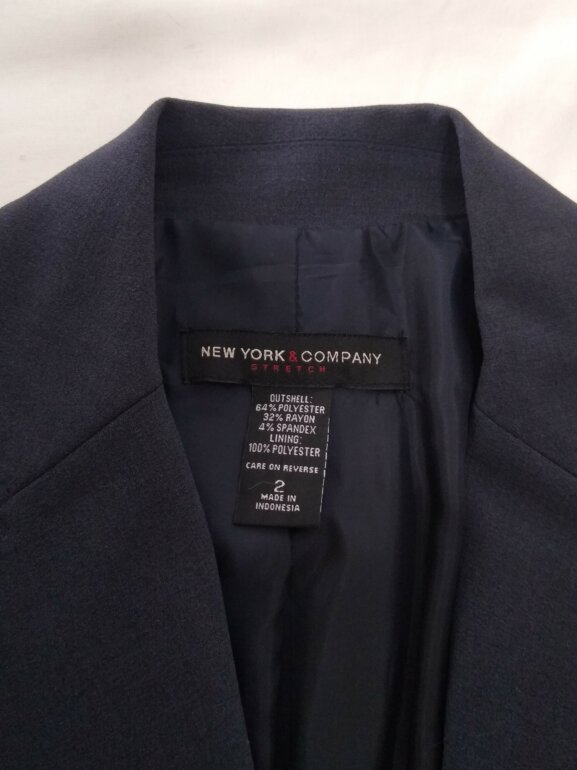 NEW YORK & COMPANY
STRETCH
OUTSHELL:
64% POLYESTER
32% RAYON
4% SPANDEX
LINING:
100% POLYESTER
CARE ON REVERSE
2
MADE IN
INDONESIA